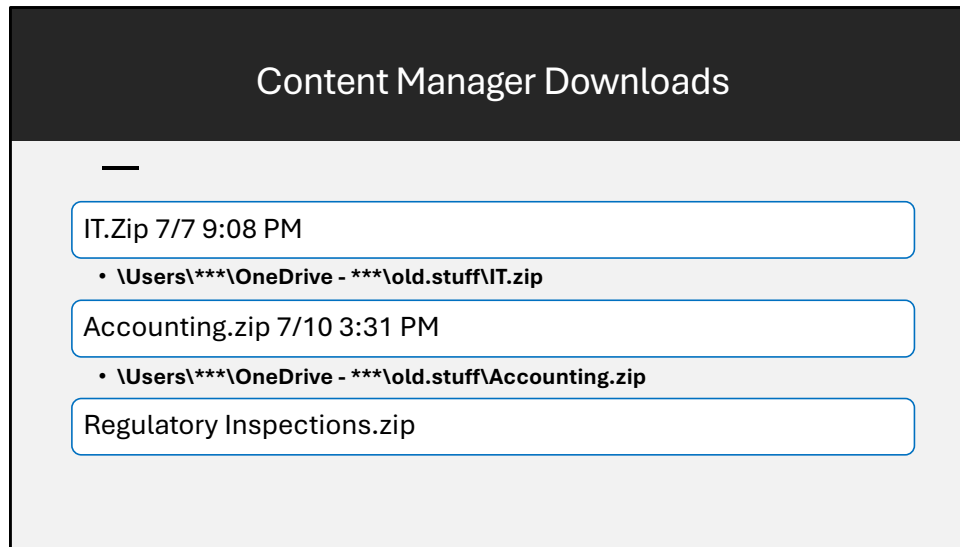 Content Manager Downloads
IT.Zip 7/7 9:08 PM
• \Users\***\OneDrive - ***\old.stuff\IT.zip
Accounting.zip 7/10 3:31 PM
• \Users\***\OneDrive - ***\old.stuff\Accounting.zip
Regulatory Inspections.zip